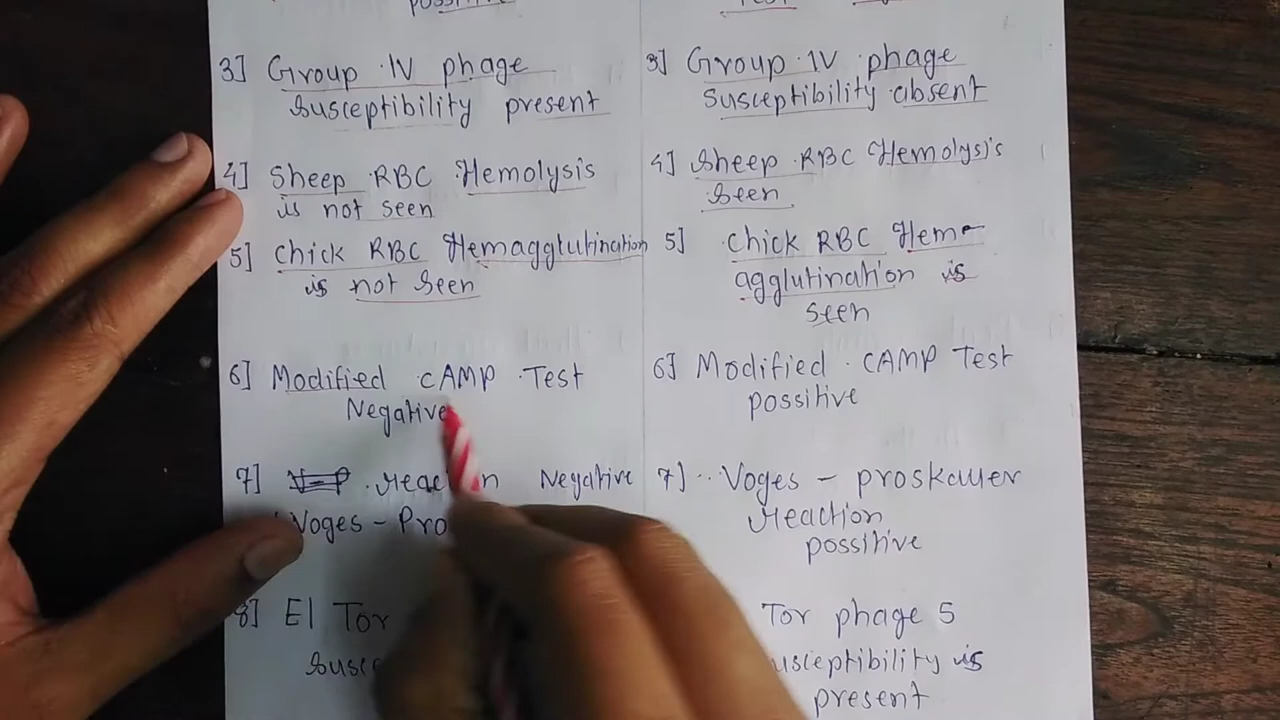 3] Group IV phage
Susceptibility present
4] Sheep RBC Hemolysis
is not seen
5] Chick RBC Hemagglutination
is not seen
6] Modified CAMP Test
Negative
7] reaction Negative
Voges - Pro
8] El Tor
3] Group IV phage
Susceptibility absent
4] Sheep RBC Hemolysis
Seen
5] Chick RBC Hem-
agglutination is
seen
6] Modified CAMP Test
possitive
7] Voges - proskauer
reaction
possitive
Tor phage 5
usceptibility is
present